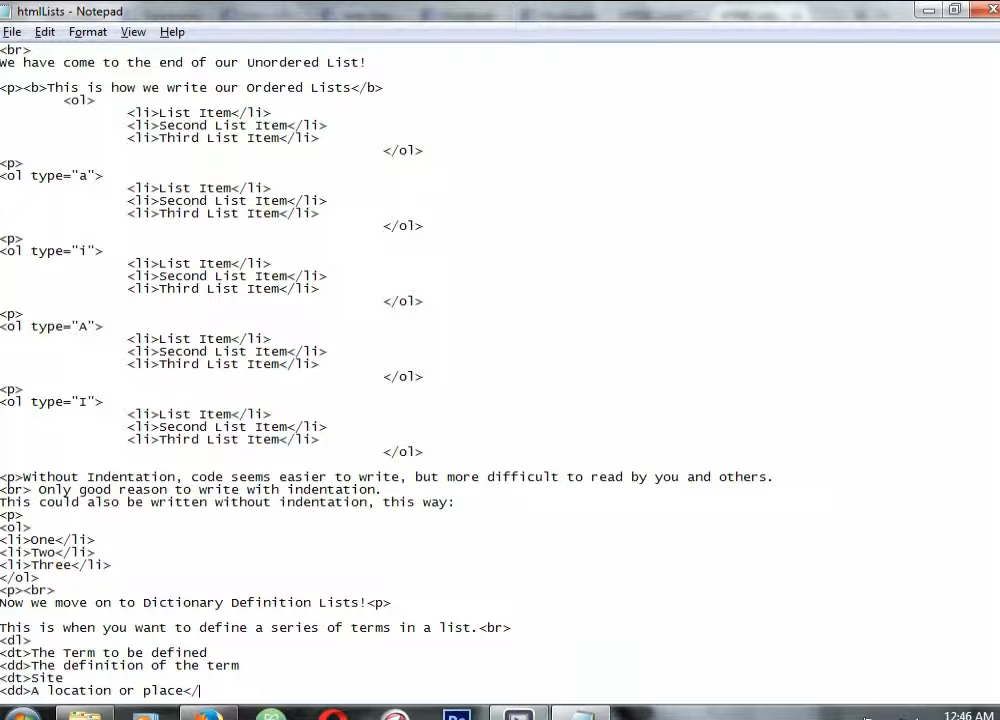 htmlLists - Notepad
File Edit Format View Help
<br>
We have come to the end of our Unordered List!
<p><b>This is how we write our Ordered Lists</b>
<ol>
<li>List Item</li>
<li>Second List Item</li>
<li>Third List Item</li>
</ol>
<p>
<ol type="a">
<li>List Item</li>
<li>Second List Item</li>
<li>Third List Item</li>
</ol>
<p>
<ol type="i">
<li>List Item</li>
<li>Second List Item</li>
<li>Third List Item</li>
</ol>
<p>
<ol type="A">
<li>List Item</li>
<li>Second List Item</li>
<li>Third List Item</li>
</ol>
<p>
<ol type="I">
<li>List Item</li>
<li>Second List Item</li>
<li>Third List Item</li>
</ol>
<p>Without Indentation, code seems easier to write, but more difficult to read by you and others.
<br> Only good reason to write with indentation.
This could also be written without indentation, this way:
<p>
<ol>
<li>One</li>
<li>Two</li>
<li>Three</li>
</ol>
<p><br>
Now we move on to Dictionary Definition Lists!<p>
This is when you want to define a series of terms in a list.<br>
<dl>
<dt>The Term to be defined
<dd>The definition of the term
<dt>Site
<dd>A location or place</
12:46 AM